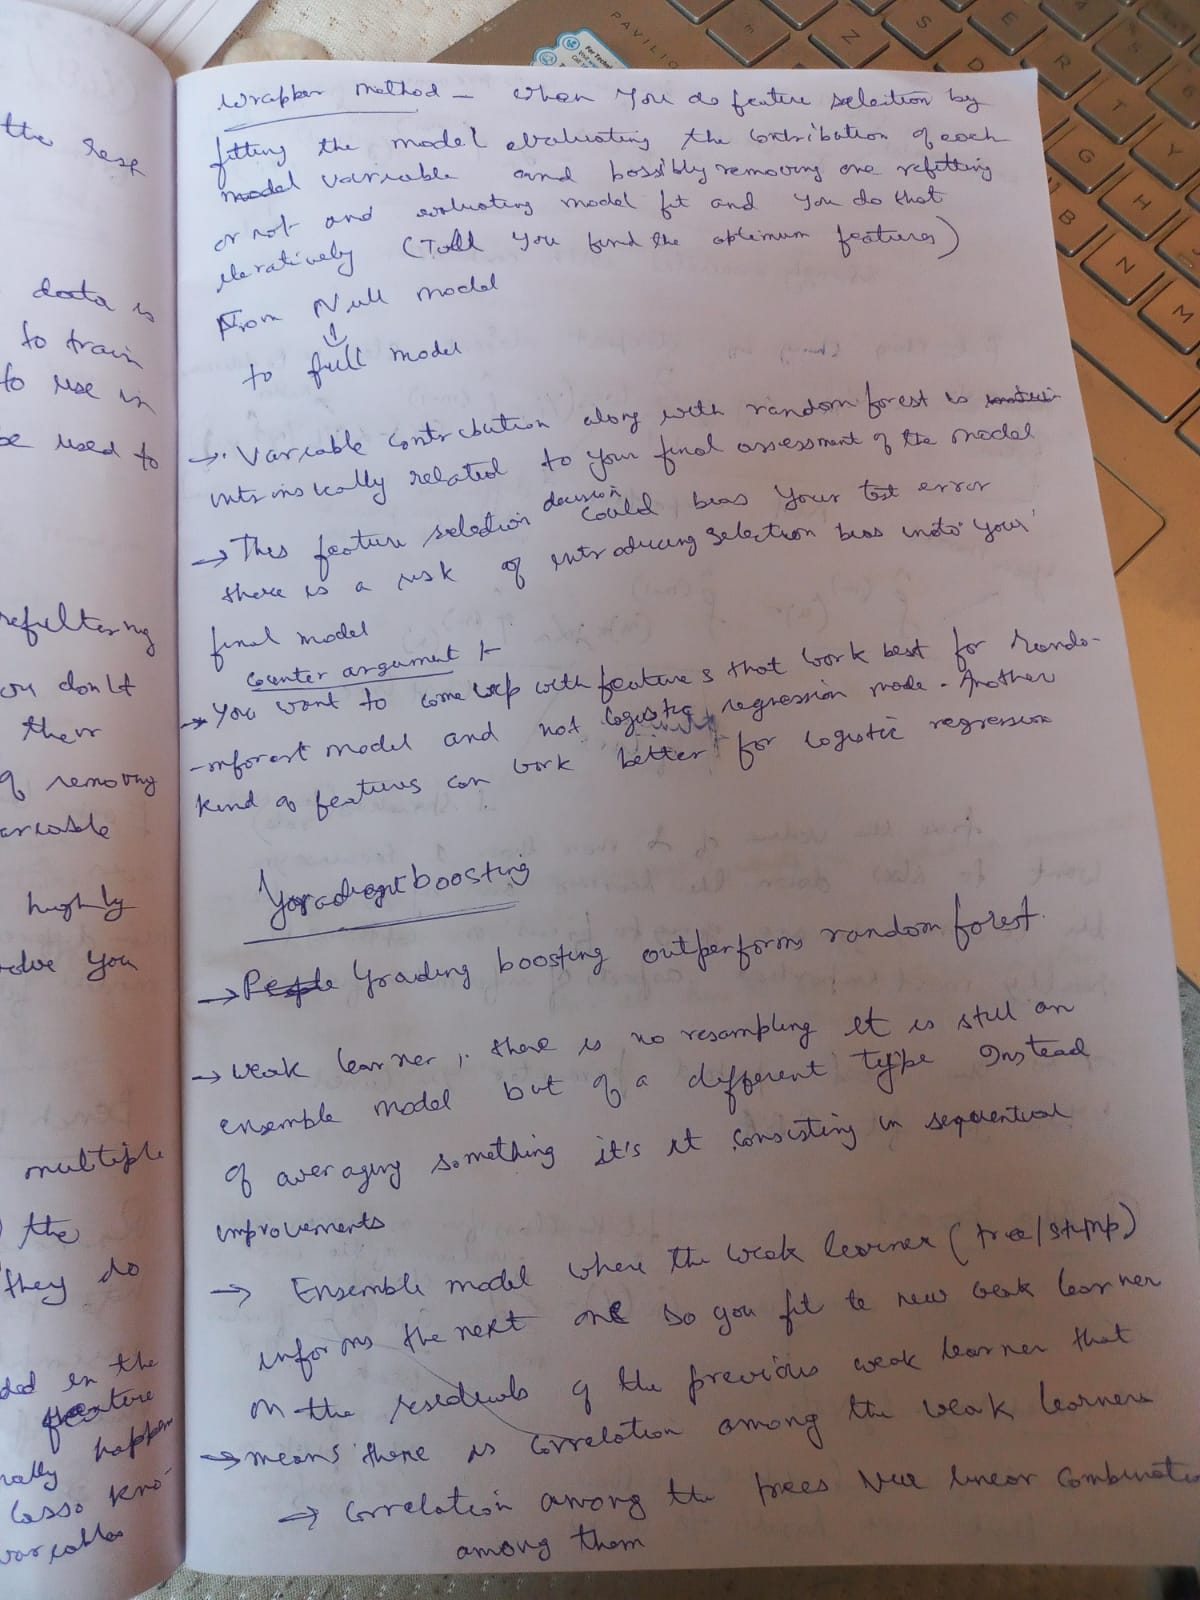 the rese
data is
to train
to use in
be used to
refiltering
you don't
their
of removing
variable
highly
solve you
multiple
the
they do
ded in the
feature
nally happen
lasso kno
variables
PAVILIO
Wrapper method - when you do feature selection by
fitting the model evaluating the contribution of each
model variable and possibly removing one refitting
or not and evaluating model fit and you do that
iteratively (Till you find the optimum features)
From Null model
↓
to full model
→ Variable contribution along with random forest is
intrinsically related to your final assessment of the model
→ This feature selection decision could bias your test error
there is a risk of introducing selection bias into your
final model
Counter argument :-
→ You want to come up with features that work best for rando-
-mforest model and not logistic regression mode. Another
kind of features can work better for logistic regression
Gradient boosting
→ People Grading boosting outperforms random forest.
→ Weak learner, there is no resampling it is still an
ensemble model but of a different type Instead
of averaging something it's it consisting in sequential
improvements
→ Ensemble model where the weak learner (tree/stump)
informs the next one so you fit te new weak learner
on the residuals of the previous weak learner that
→ means there is correlation among the weak learners
→ Correlation among the trees linear Combinatio
among them